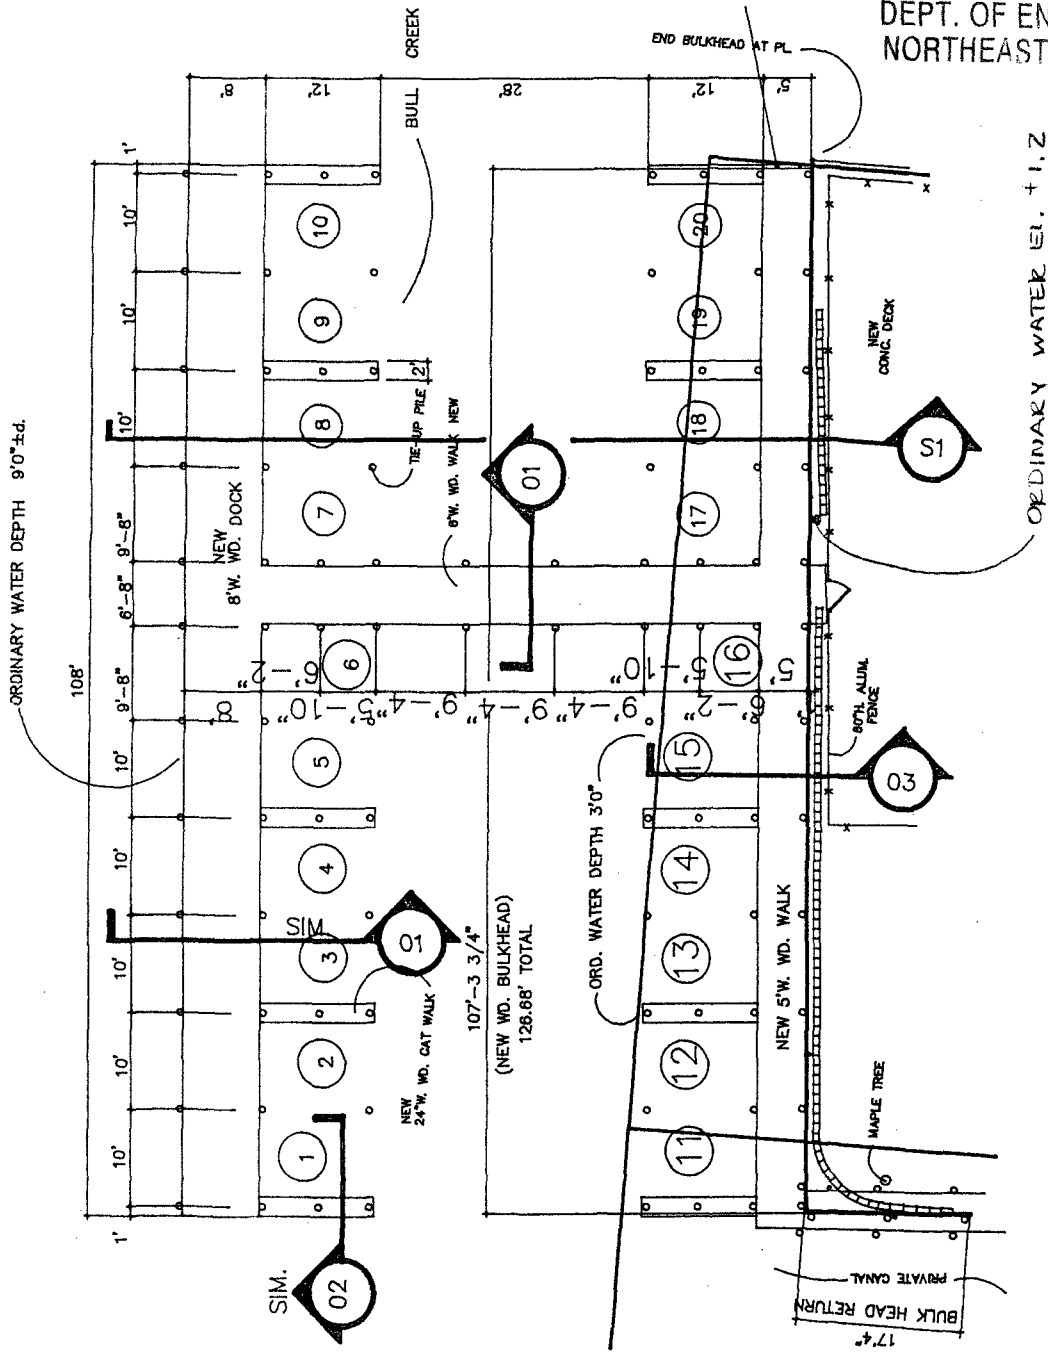 DEPT. OF EN
NORTHEAST
END BULKHEAD AT PL
ORDINARY WATER EL. +1.2
ORDINARY WATER DEPTH 9'0"±d.
108'
1'
10'
10'
10'
9'-8"
6'-8"
9'-8"
10'
10'
10'
10'
10'
1'
8'
12'
28'
12'
5'
BULL CREEK
NEW
8'W. WD. DOCK
10
9
8
7
6
5
4
3
2
1
TIE-UP PILE
2'
6'W. WD. WALK NEW
01
S1
20
19
18
17
16
15
14
13
12
11
NEW
CONC. DECK
8'
6'-2"
5'-10"
9'-4"
9'-4"
9'-4"
5'-10"
6'-2"
5'
80"H. ALUM.
FENCE
03
ORD. WATER DEPTH 3'0"
SIM.
01
NEW
24"W. WD. CAT WALK
107'-3 3/4"
(NEW WD. BULKHEAD)
126.68' TOTAL
NEW 5'W. WD. WALK
MAPLE TREE
SIM.
02
PRIVATE CANAL
BULK HEAD RETURN
17'4"